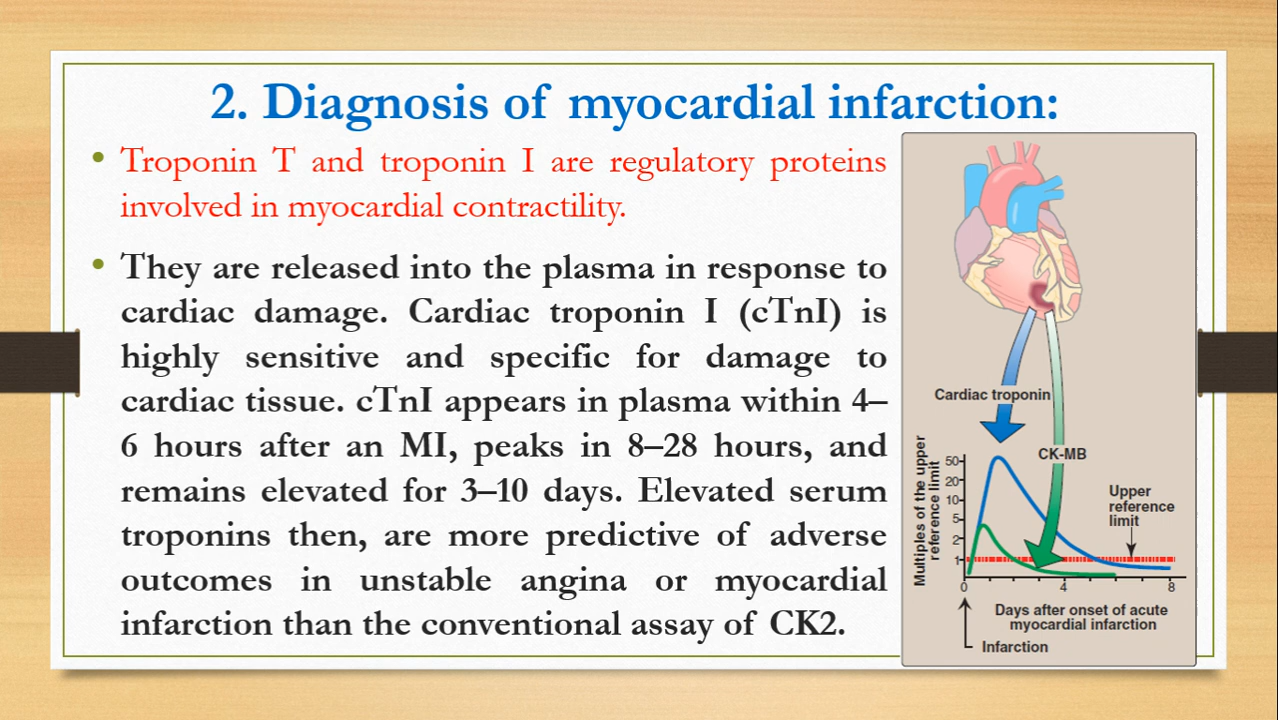 2. Diagnosis of myocardial infarction:
• Troponin T and troponin I are regulatory proteins
involved in myocardial contractility.
• They are released into the plasma in response to
cardiac damage. Cardiac troponin I (cTnI) is
highly sensitive and specific for damage to
cardiac tissue. cTnI appears in plasma within 4–
6 hours after an MI, peaks in 8–28 hours, and
remains elevated for 3–10 days. Elevated serum
troponins then, are more predictive of adverse
outcomes in unstable angina or myocardial
infarction than the conventional assay of CK2.
Cardiac troponin
CK-MB
Multiples of the upper
reference limit
50
20
10
5
2
1
Upper
reference
limit
0 4 8
Days after onset of acute
myocardial infarction
Infarction